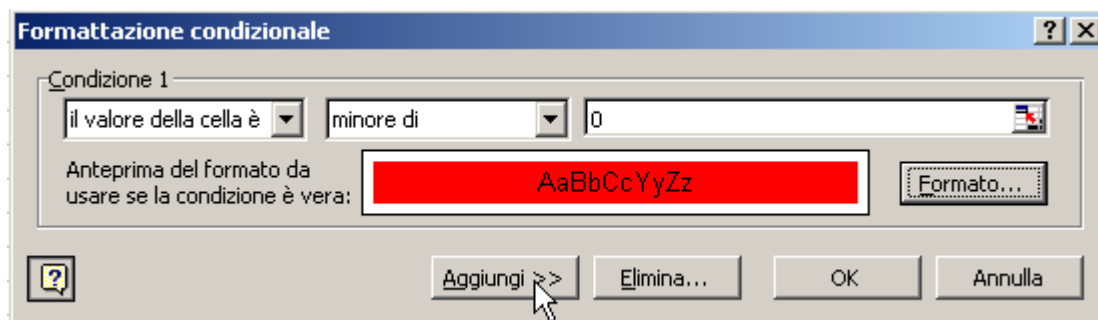 Formattazione condizionale
Condizione 1
il valore della cella è minore di 0
Anteprima del formato da
usare se la condizione è vera:
AaBbCcYyZz
Formato...
Aggiungi >> Elimina... OK Annulla